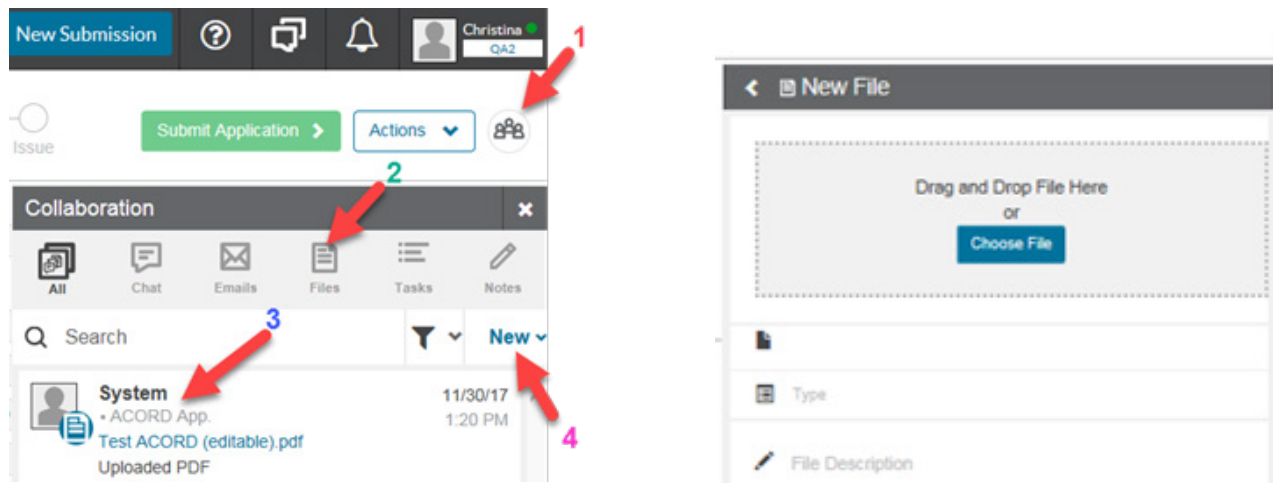 New Submission
Christina
QA2
1
Issue
Submit Application
Actions
2
Collaboration
All
Chat
Emails
Files
Tasks
Notes
3
Search
New
System
11/30/17
• ACORD App.
1:20 PM
Test ACORD (editable).pdf
4
Uploaded PDF
New File
Drag and Drop File Here
or
Choose File
Type
File Description